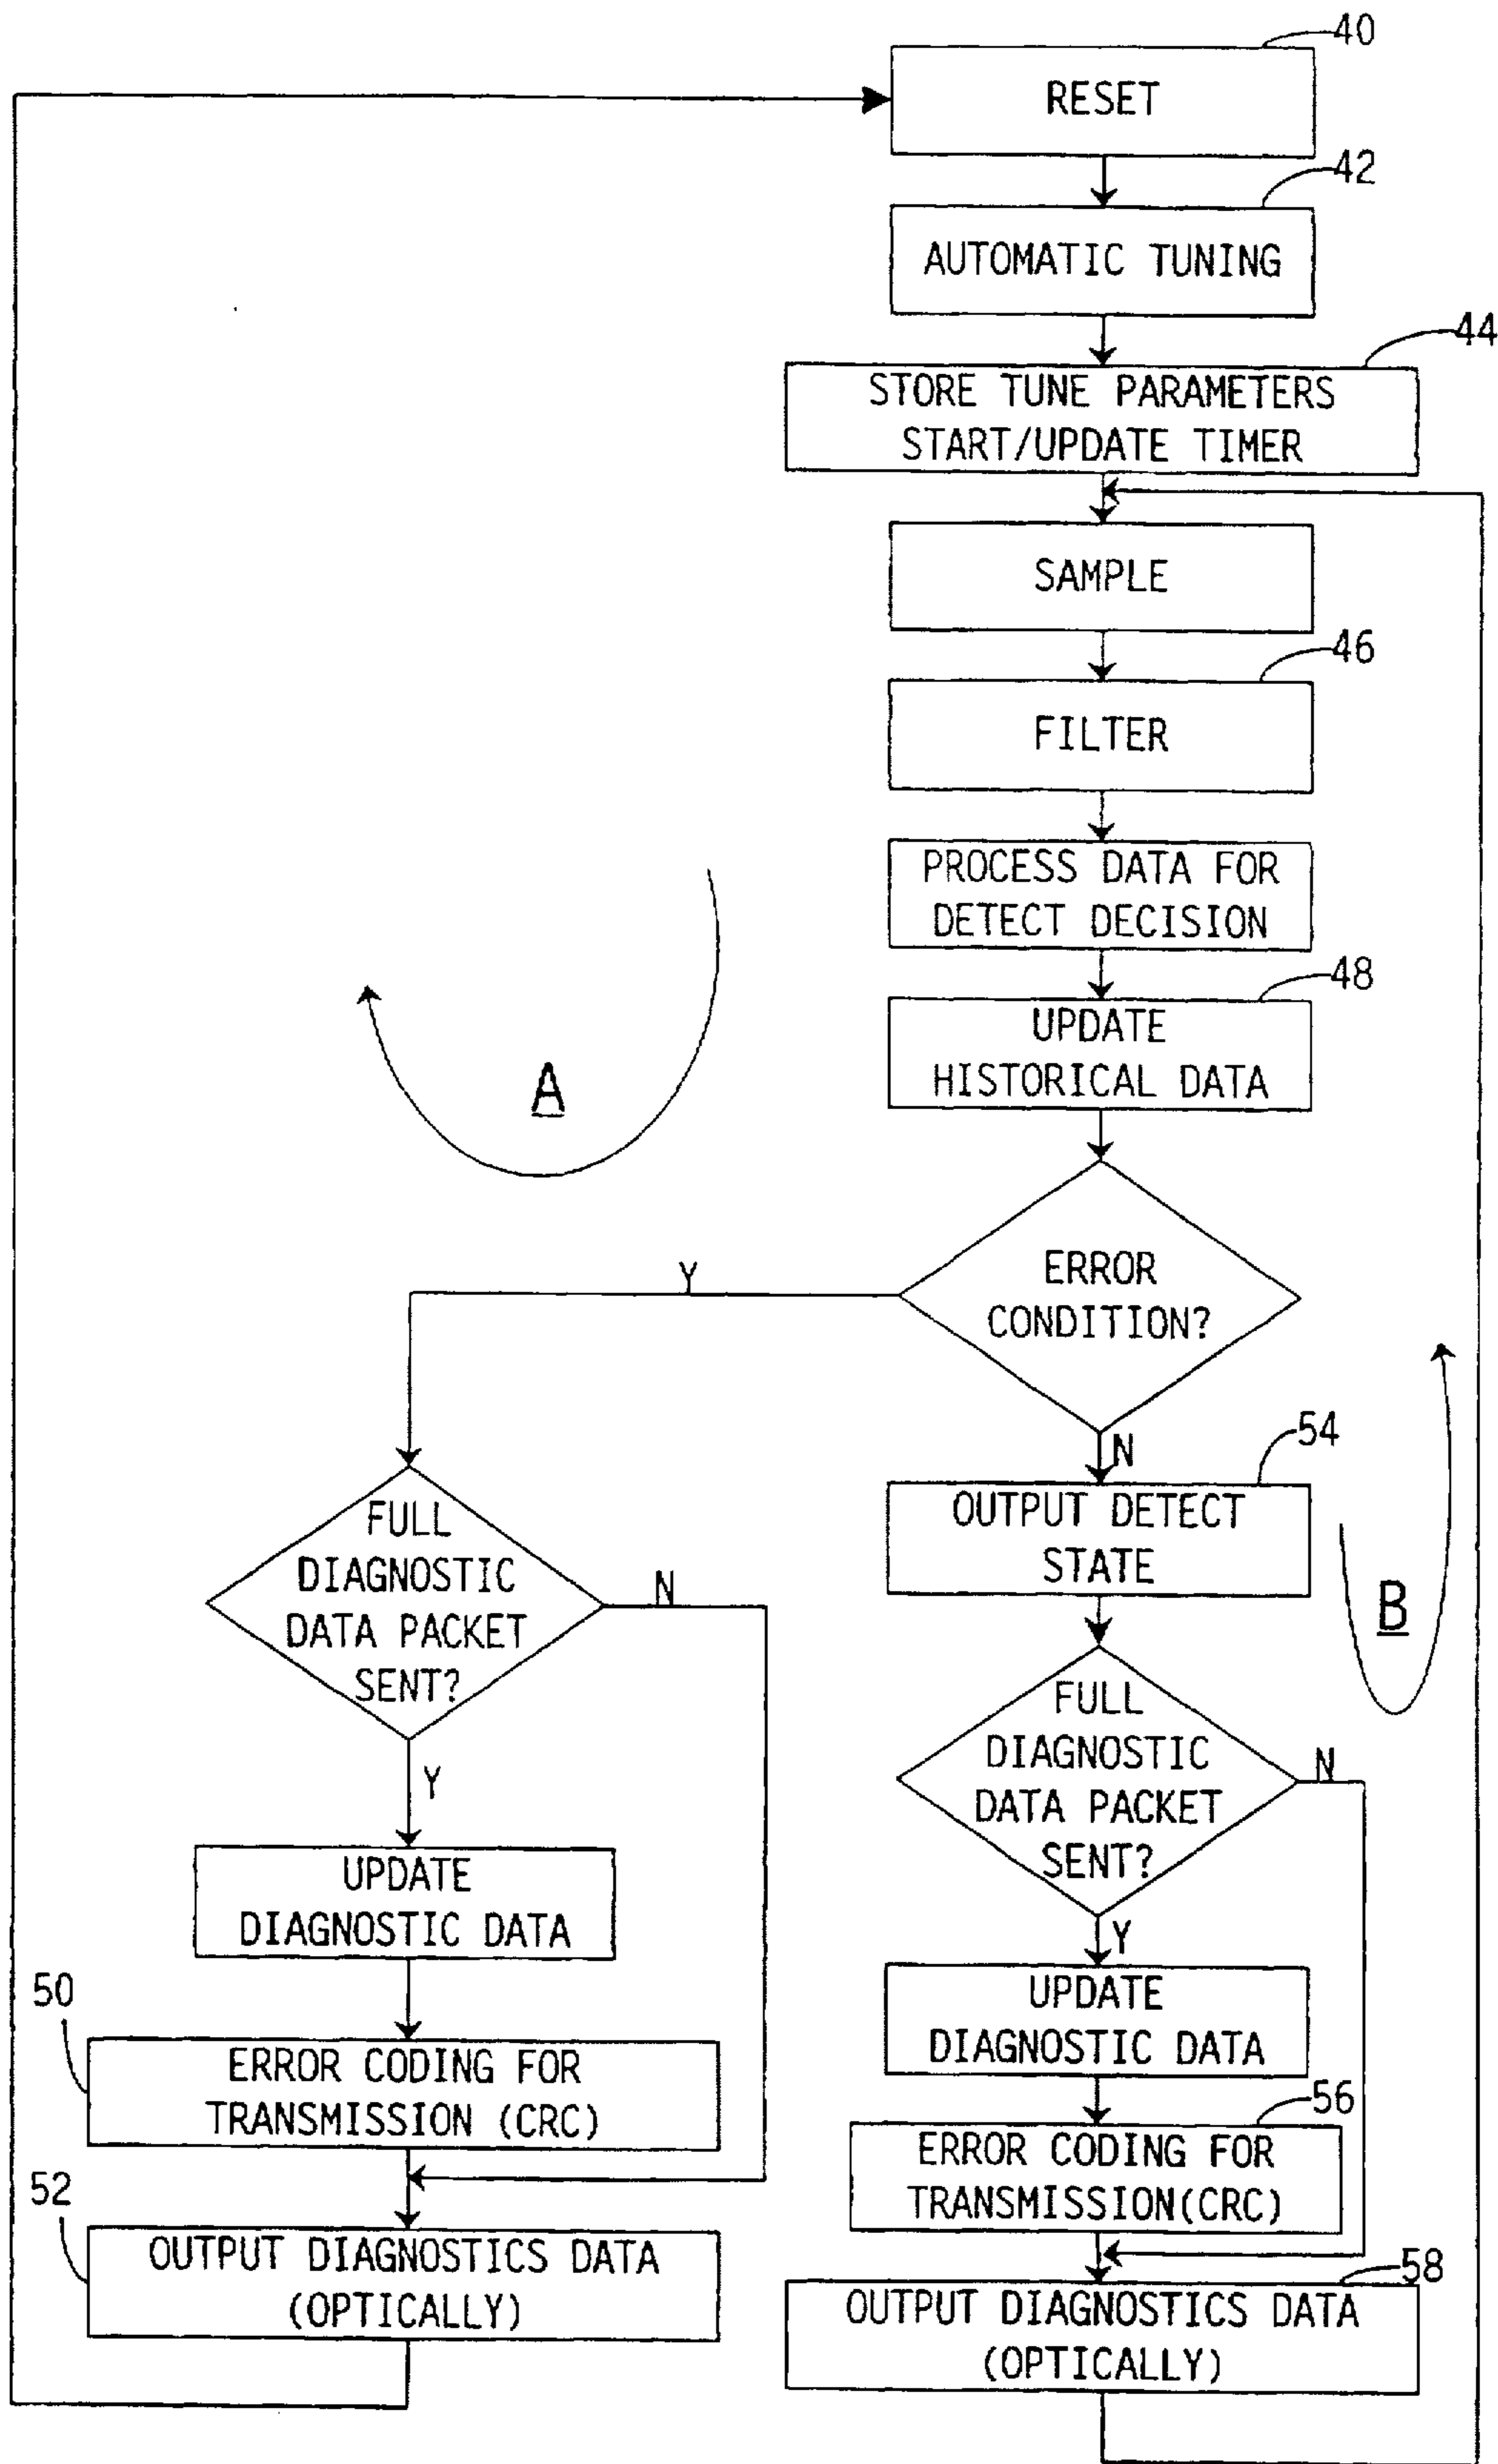 40
RESET
42
AUTOMATIC TUNING
44
STORE TUNE PARAMETERS
START/UPDATE TIMER
SAMPLE
46
FILTER
PROCESS DATA FOR
DETECT DECISION
48
UPDATE
HISTORICAL DATA
A
ERROR
CONDITION?
Y
N
54
OUTPUT DETECT
STATE
B
FULL
DIAGNOSTIC
DATA PACKET
SENT?
N
Y
UPDATE
DIAGNOSTIC DATA
50
ERROR CODING FOR
TRANSMISSION (CRC)
52
OUTPUT DIAGNOSTICS DATA
(OPTICALLY)
FULL
DIAGNOSTIC
DATA PACKET
SENT?
N
Y
UPDATE
DIAGNOSTIC DATA
56
ERROR CODING FOR
TRANSMISSION(CRC)
58
OUTPUT DIAGNOSTICS DATA
(OPTICALLY)